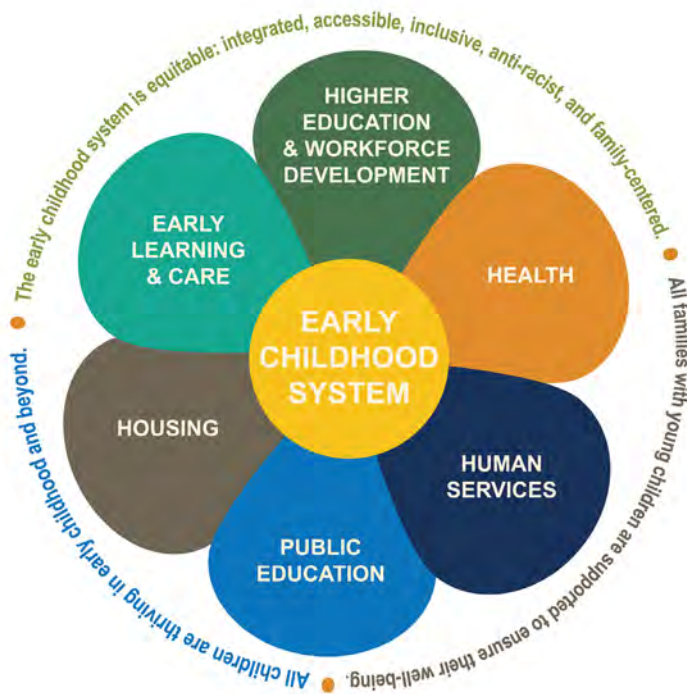 The early childhood system is equitable: integrated, accessible, inclusive, anti-racist, and family-centered.
All families with young children are supported to ensure their well-being.
All children are thriving in early childhood and beyond.
HIGHER
EDUCATION
& WORKFORCE
DEVELOPMENT
HEALTH
HUMAN
SERVICES
PUBLIC
EDUCATION
HOUSING
EARLY
LEARNING
& CARE
EARLY
CHILDHOOD
SYSTEM